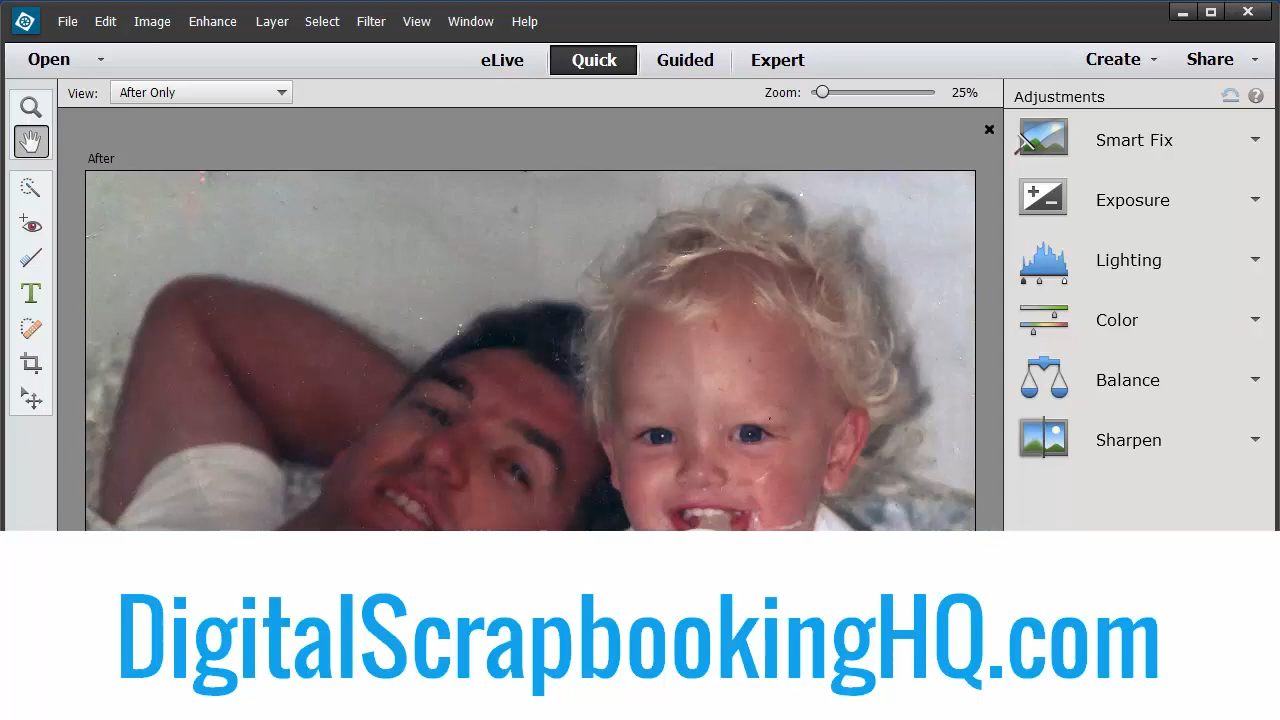 File Edit Image Enhance Layer Select Filter View Window Help
Open eLive Quick Guided Expert Create Share
View: After Only Zoom: 25% Adjustments
After
Smart Fix
Exposure
Lighting
Color
Balance
Sharpen
T
DigitalScrapbookingHQ.com